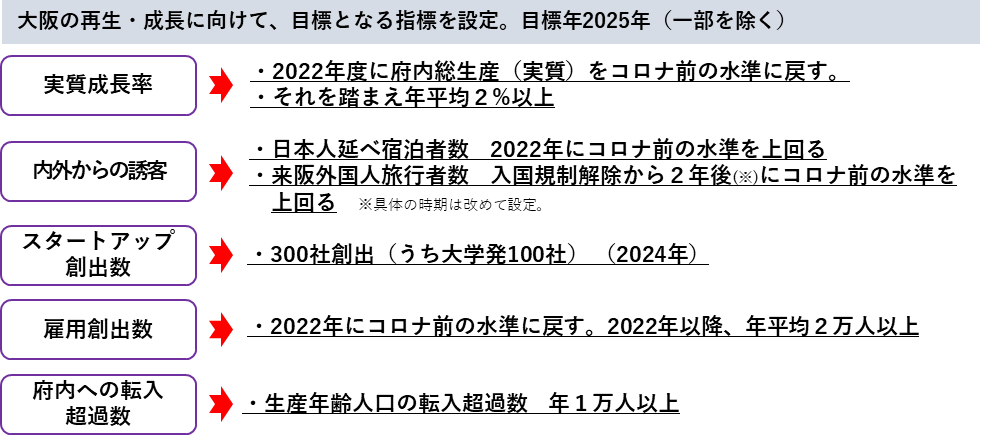 大阪の再生・成長に向けて、目標となる指標を設定。目標年2025年（一部を除く）
実質成長率
・2022年度に府内総生産（実質）をコロナ前の水準に戻す。
・それを踏まえ年平均２%以上
内外からの誘客
・日本人延べ宿泊者数　2022年にコロナ前の水準を上回る
・来阪外国人旅行者数　入国規制解除から２年後(※)にコロナ前の水準を
上回る　※具体の時期は改めて設定。
スタートアップ
創出数
・300社創出（うち大学発100社）　（2024年）
雇用創出数
・2022年にコロナ前の水準に戻す。2022年以降、年平均２万人以上
府内への転入
超過数
・生産年齢人口の転入超過数　年１万人以上